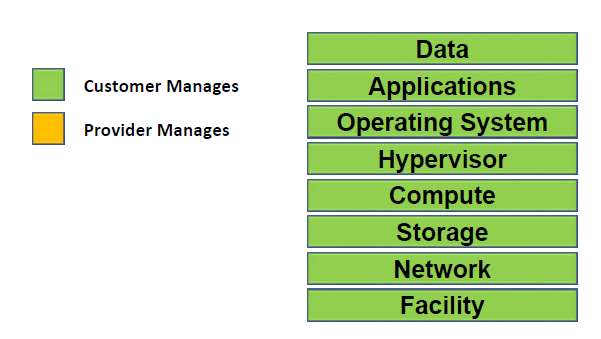 Customer Manages
Provider Manages
Data
Applications
Operating System
Hypervisor
Compute
Storage
Network
Facility